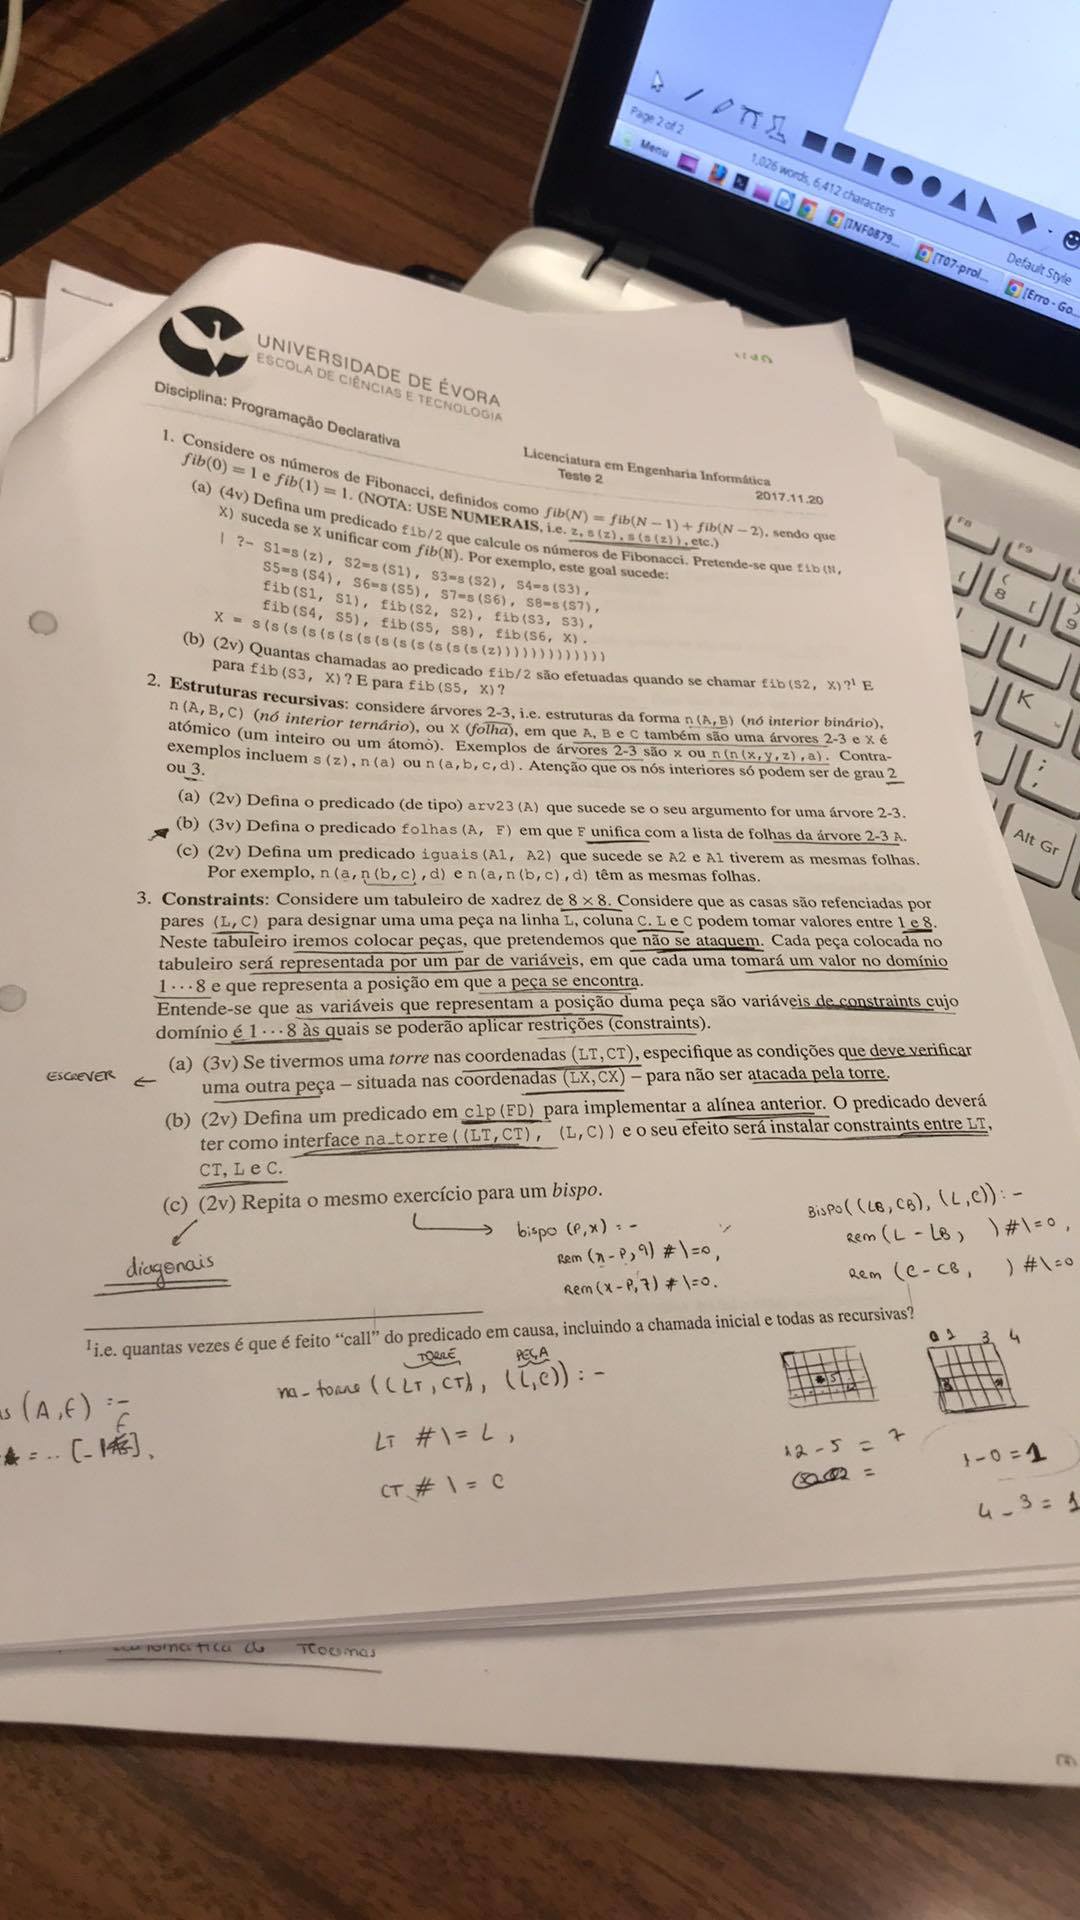 Page 2 of 2
1,026 words, 6,412 characters
Default Style
Menu
[INF0879...
[T07-prol...
[Erro - Go...
F8
F9
8
9
K
Alt Gr
UNIVERSIDADE DE ÉVORA
ESCOLA DE CIÊNCIAS E TECNOLOGIA
Disciplina: Programação Declarativa
Licenciatura em Engenharia Informática
Teste 2
2017.11.20
1. Considere os números de Fibonacci, definidos como fib(N) = fib(N − 1) + fib(N − 2), sendo que
fib(0) = 1 e fib(1) = 1. (NOTA: USE NUMERAIS, i.e. z, s(z), s(s(z)), etc.)
(a) (4v) Defina um predicado fib/2 que calcule os números de Fibonacci. Pretende-se que fib(N,
X) suceda se X unificar com fib(N). Por exemplo, este goal sucede:
| ?- S1=s(z), S2=s(S1), S3=s(S2), S4=s(S3),
S5=s(S4), S6=s(S5), S7=s(S6), S8=s(S7),
fib(S1, S1), fib(S2, S2), fib(S3, S3),
fib(S4, S5), fib(S5, S8), fib(S6, X).
X = s(s(s(s(s(s(s(s(s(s(s(s(s(z)))))))))))))
(b) (2v) Quantas chamadas ao predicado fib/2 são efetuadas quando se chamar fib(S2, X)?¹ E
para fib(S3, X)? E para fib(S5, X)?
2. Estruturas recursivas: considere árvores 2-3, i.e. estruturas da forma n(A,B) (nó interior binário),
n(A,B,C) (nó interior ternário), ou X (folha), em que A, B e C também são uma árvores 2-3 e X é
atómico (um inteiro ou um átomo). Exemplos de árvores 2-3 são x ou n(n(x,y,z),a). Contra-
exemplos incluem s(z), n(a) ou n(a,b,c,d). Atenção que os nós interiores só podem ser de grau 2
ou 3.
(a) (2v) Defina o predicado (de tipo) arv23(A) que sucede se o seu argumento for uma árvore 2-3.
(b) (3v) Defina o predicado folhas(A, F) em que F unifica com a lista de folhas da árvore 2-3 A.
(c) (2v) Defina um predicado iguais(A1, A2) que sucede se A2 e A1 tiverem as mesmas folhas.
Por exemplo, n(a,n(b,c),d) e n(a,n(b,c),d) têm as mesmas folhas.
3. Constraints: Considere um tabuleiro de xadrez de 8 × 8. Considere que as casas são refenciadas por
pares (L,C) para designar uma uma peça na linha L, coluna C. L e C podem tomar valores entre 1 e 8.
Neste tabuleiro iremos colocar peças, que pretendemos que não se ataquem. Cada peça colocada no
tabuleiro será representada por um par de variáveis, em que cada uma tomará um valor no domínio
1 · · · 8 e que representa a posição em que a peça se encontra.
Entende-se que as variáveis que representam a posição duma peça são variáveis de constraints cujo
domínio é 1 · · · 8 às quais se poderão aplicar restrições (constraints).
(a) (3v) Se tivermos uma torre nas coordenadas (LT,CT), especifique as condições que deve verificar
ESCREVER ←
uma outra peça – situada nas coordenadas (LX,CX) – para não ser atacada pela torre.
(b) (2v) Defina um predicado em clp(FD) para implementar a alínea anterior. O predicado deverá
ter como interface na_torre((LT,CT), (L,C)) e o seu efeito será instalar constraints entre LT,
CT, L e C.
(c) (2v) Repita o mesmo exercício para um bispo.
diagonais
bispo (P,x) :-
Rem (x-P,9) #\=0,
Rem (x-P,7) #\=0.
BISPO((LB, CB), (L,C)) :-
Rem (L - LB, ) #\=0,
Rem (C - CB, ) #\=0
¹i.e. quantas vezes é que é feito “call” do predicado em causa, incluindo a chamada inicial e todas as recursivas?
TORRE
PEÇA
na-torre ((LT, CT), (L,C)) :-
LT #\= L,
CT #\= C
s (A,F) :-
0 1 3 4
12 - 5 = 7
1 - 0 = 1
4 - 3 = 1